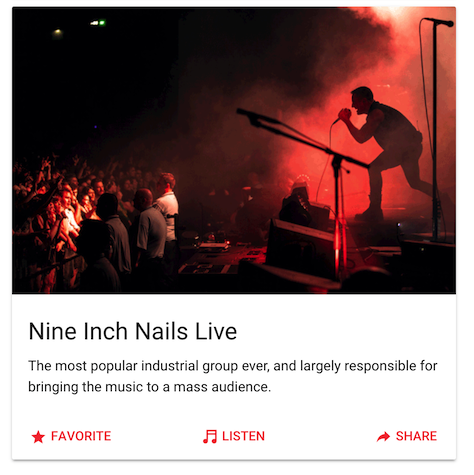 Nine Inch Nails Live
The most popular industrial group ever, and largely responsible for
bringing the music to a mass audience.
FAVORITE LISTEN SHARE